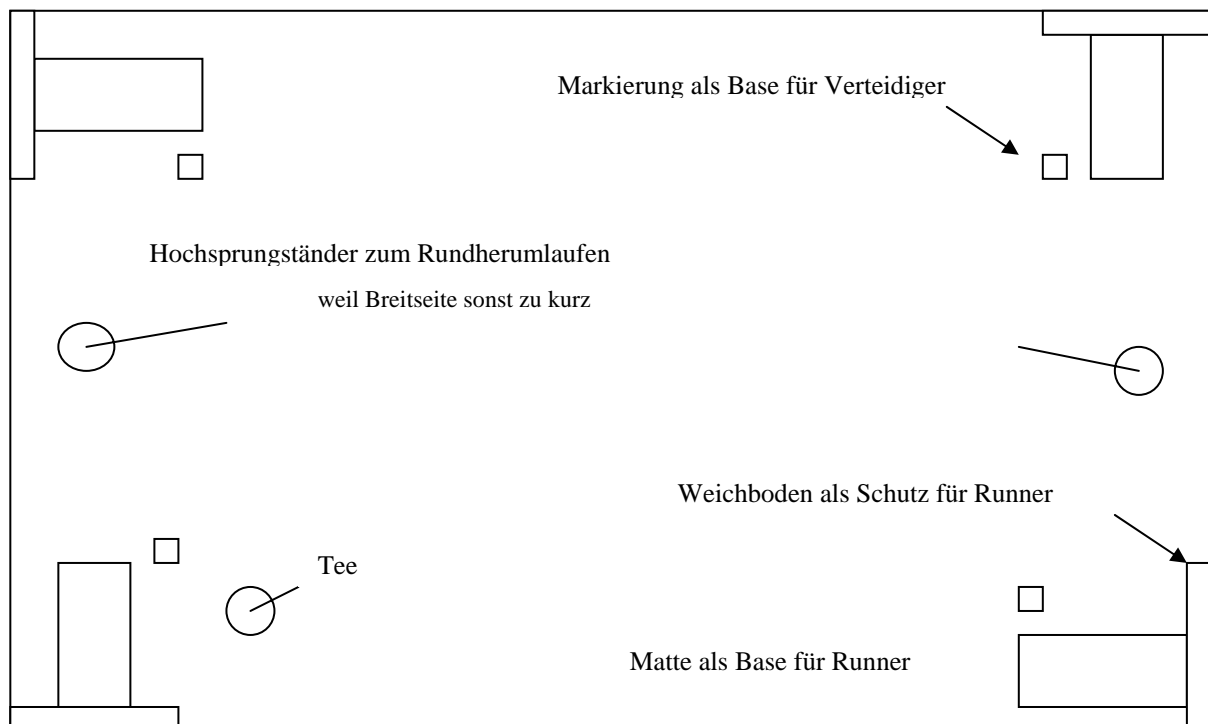 Markierung als Base für Verteidiger
Hochsprungständer zum Rundherumlaufen
weil Breitseite sonst zu kurz
Weichboden als Schutz für Runner
Tee
Matte als Base für Runner